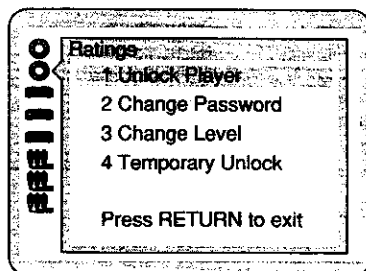 Ratings
1 Unlock Player
2 Change Password
3 Change Level
4 Temporary Unlock
Press RETURN to exit